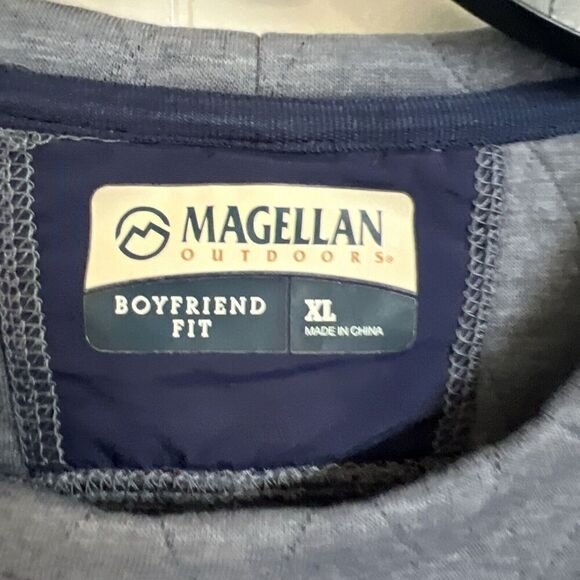 MAGELLAN
OUTDOORS®
BOYFRIEND
FIT
XL
MADE IN CHINA